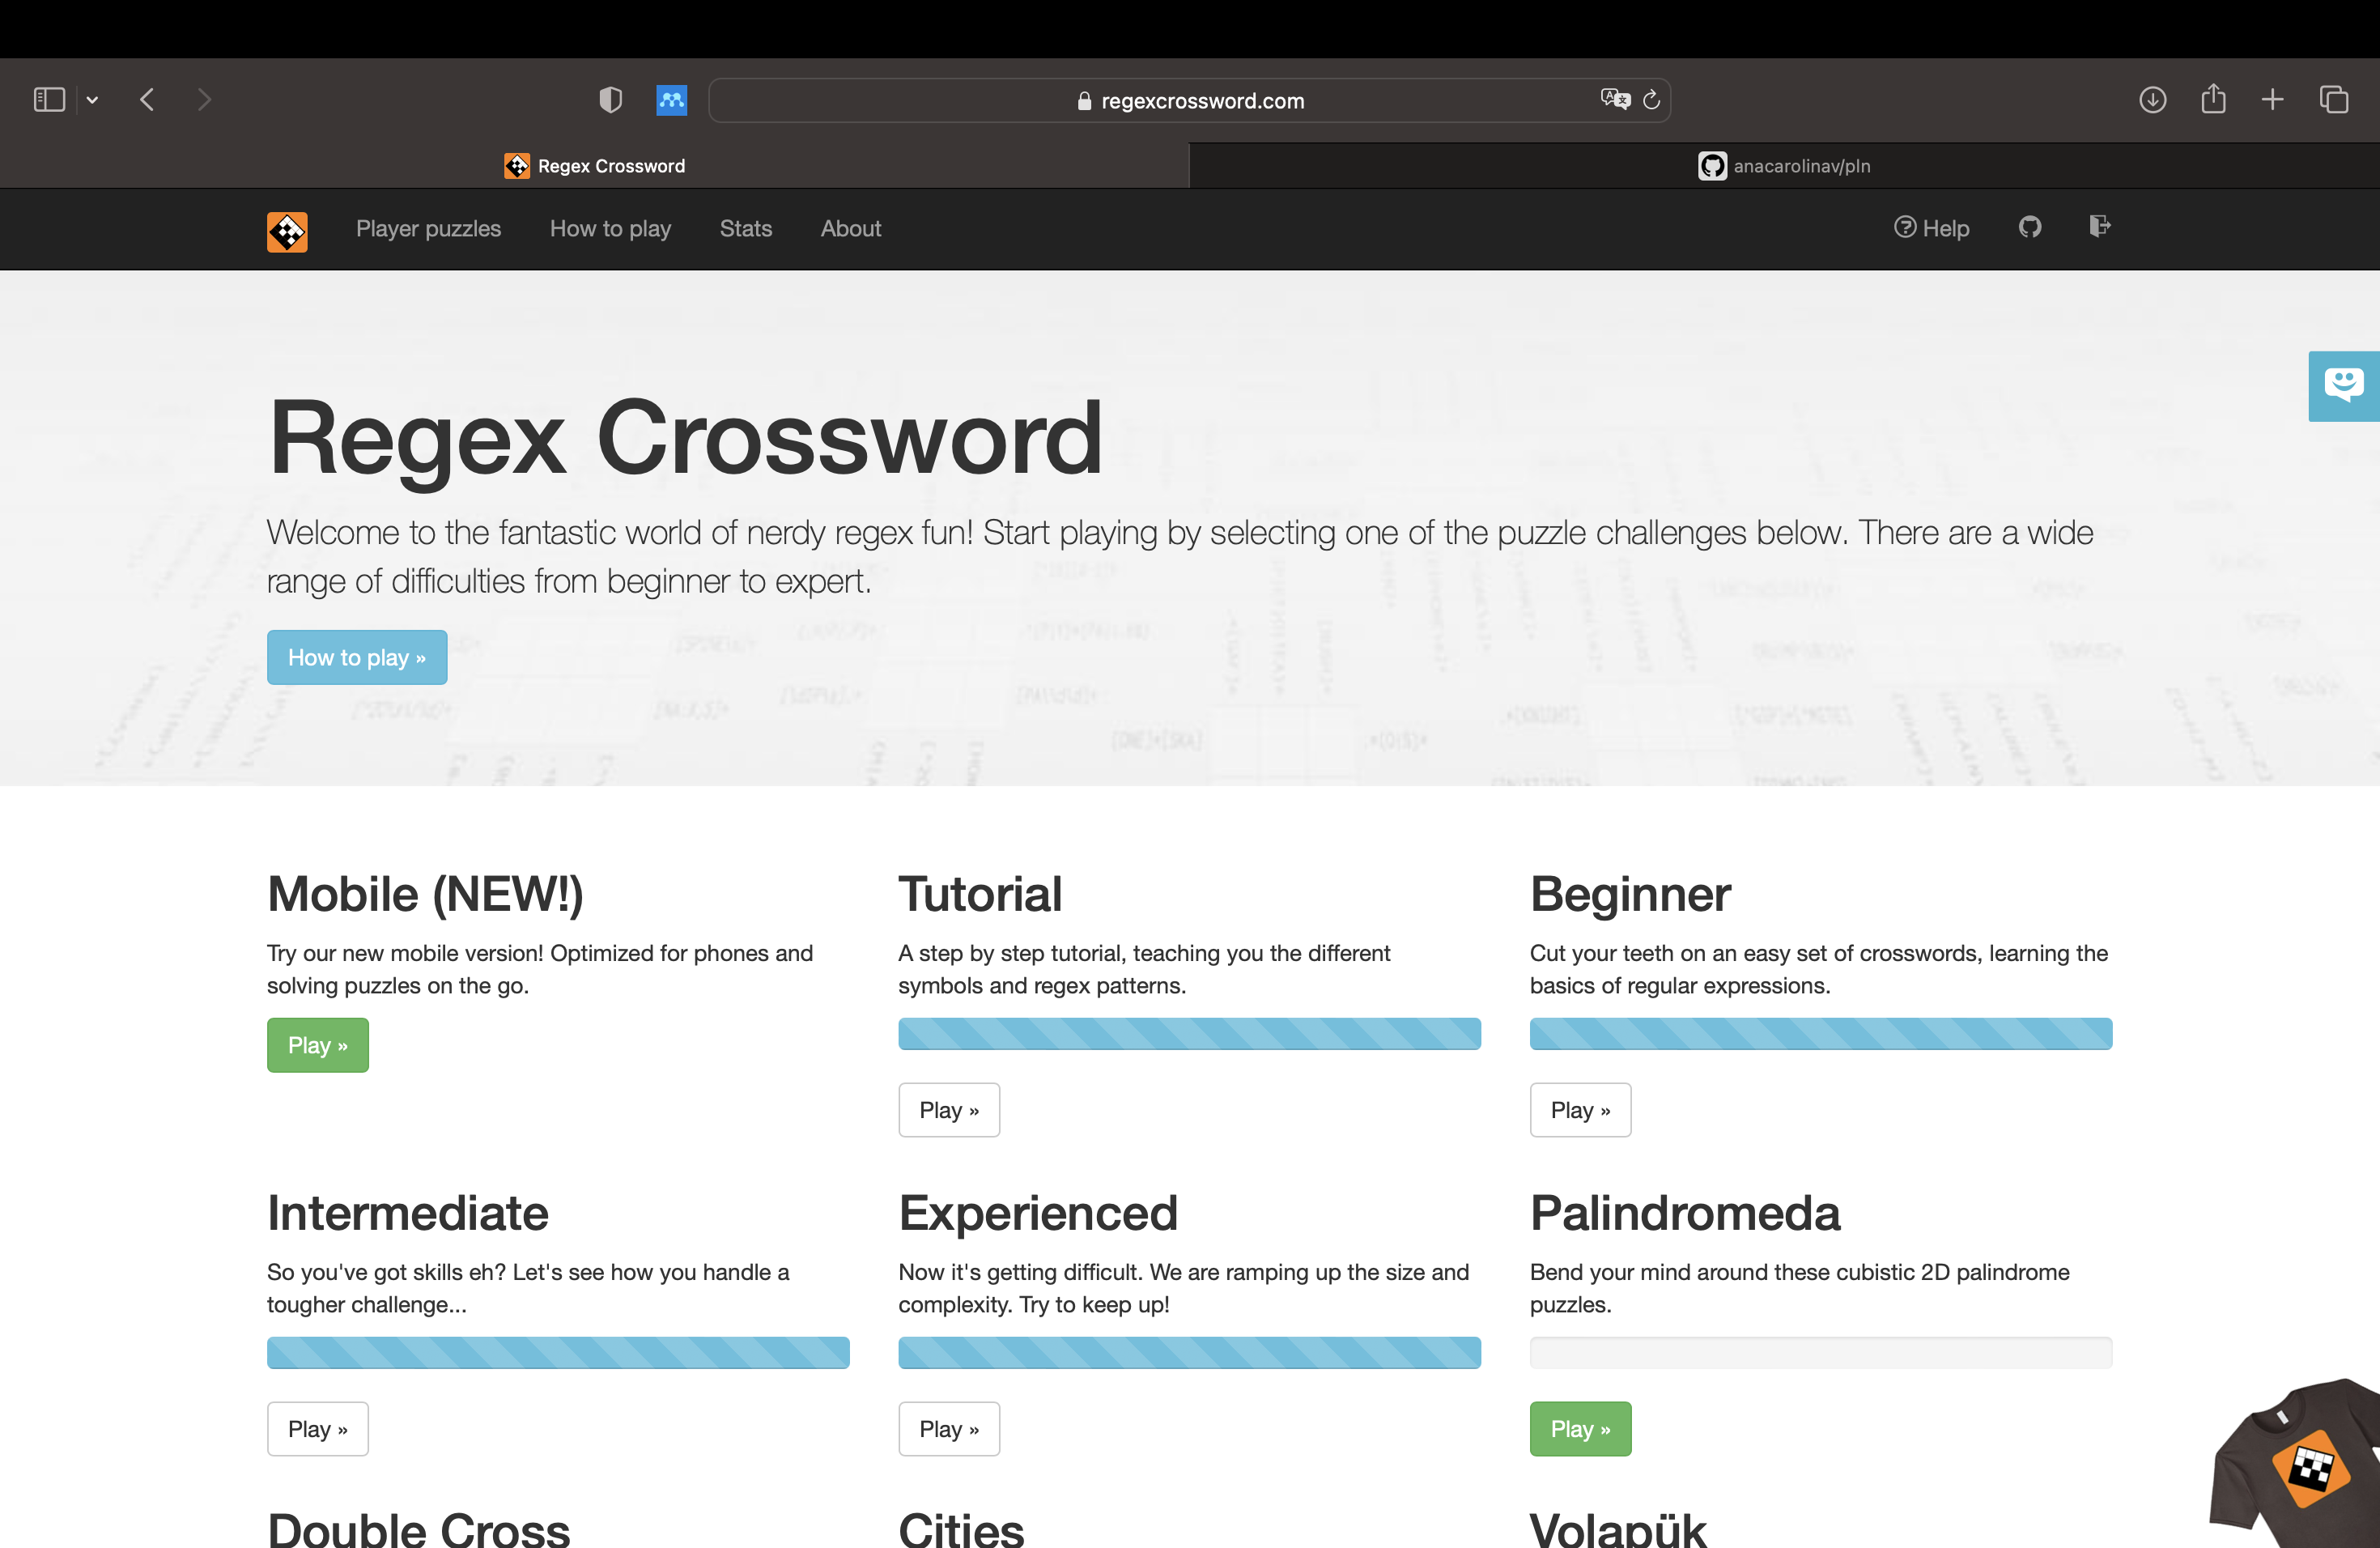 regexcrossword.com
Regex Crossword
anacarolinav/pln
Player puzzles How to play Stats About Help
Regex Crossword
Welcome to the fantastic world of nerdy regex fun! Start playing by selecting one of the puzzle challenges below. There are a wide
range of difficulties from beginner to expert.
How to play »
Mobile (NEW!)
Try our new mobile version! Optimized for phones and
solving puzzles on the go.
Play »
Tutorial
A step by step tutorial, teaching you the different
symbols and regex patterns.
Play »
Beginner
Cut your teeth on an easy set of crosswords, learning the
basics of regular expressions.
Play »
Intermediate
So you've got skills eh? Let's see how you handle a
tougher challenge...
Play »
Experienced
Now it's getting difficult. We are ramping up the size and
complexity. Try to keep up!
Play »
Palindromeda
Bend your mind around these cubistic 2D palindrome
puzzles.
Play »
Double Cross
Cities
Volapük